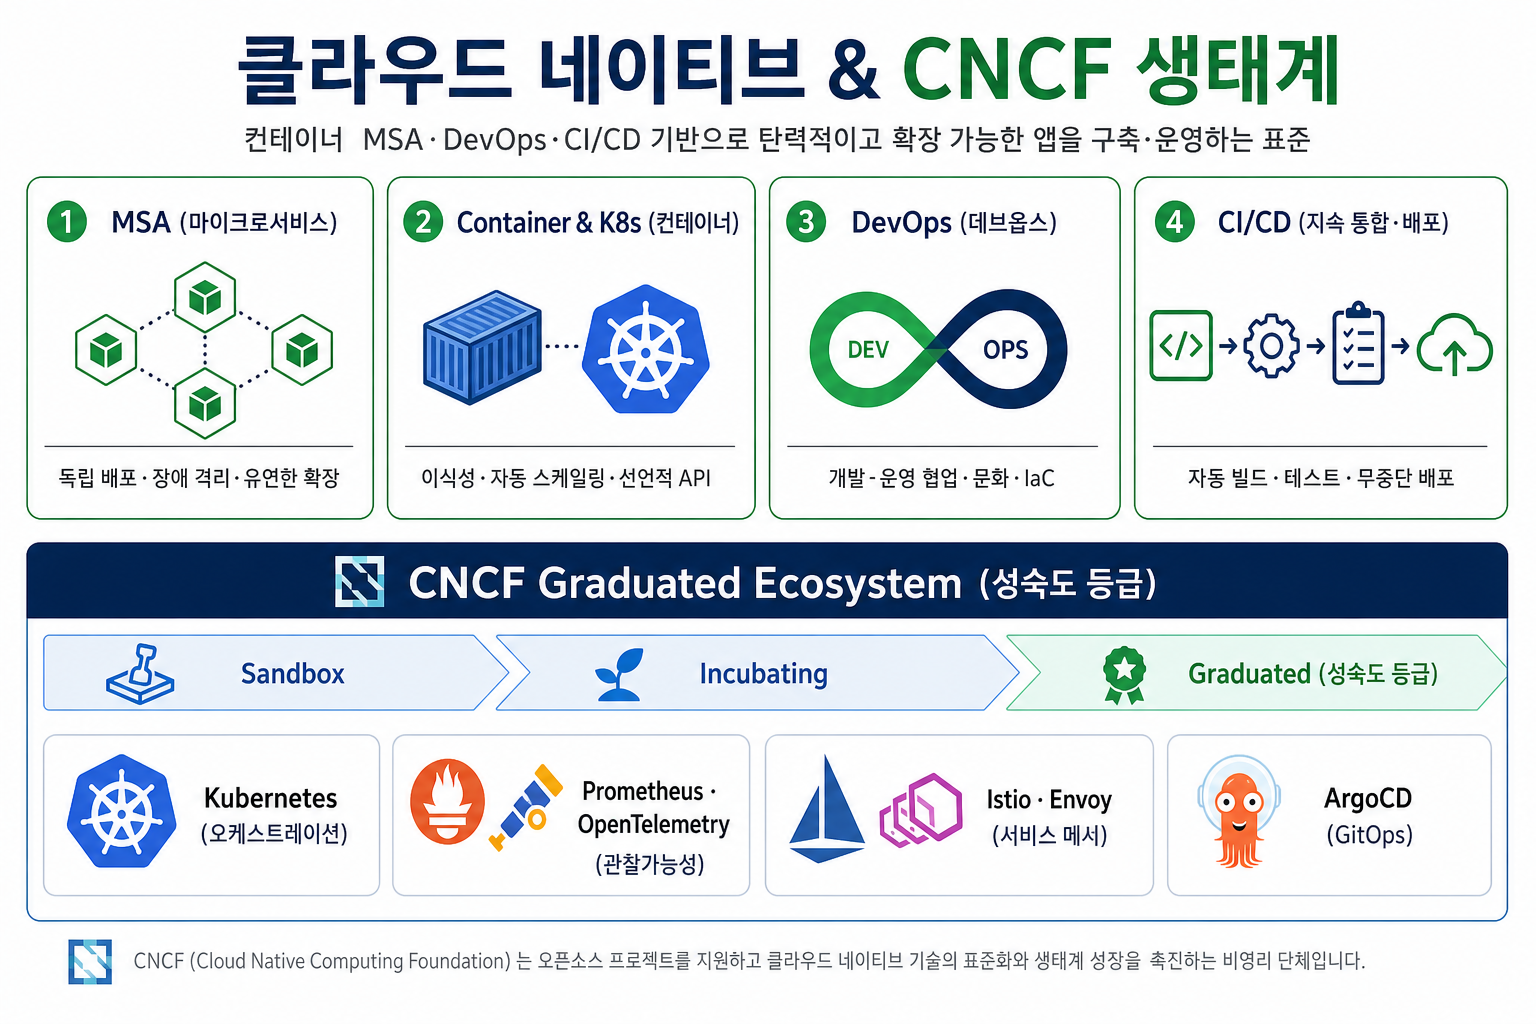 클라우드 네이티브 & CNCF 생태계
컨테이너 MSA·DevOps·CI/CD 기반으로 탄력적이고 확장 가능한 앱을 구축·운영하는 표준
1 MSA (마이크로서비스)
독립 배포·장애 격리·유연한 확장
2 Container & K8s (컨테이너)
이식성·자동 스케일링·선언적 API
3 DevOps (데브옵스)
DEV OPS
개발-운영 협업·문화·IaC
4 CI/CD (지속 통합·배포)
</>
자동 빌드·테스트·무중단 배포
CNCF Graduated Ecosystem (성숙도 등급)
Sandbox
Incubating
Graduated (성숙도 등급)
Kubernetes
(오케스트레이션)
Prometheus ·
OpenTelemetry
(관찰가능성)
Istio · Envoy
(서비스 메서)
ArgoCD
(GitOps)
CNCF (Cloud Native Computing Foundation) 는 오픈소스 프로젝트를 지원하고 클라우드 네이티브 기술의 표준화와 생태계 성장을 촉진하는 비영리 단체입니다.